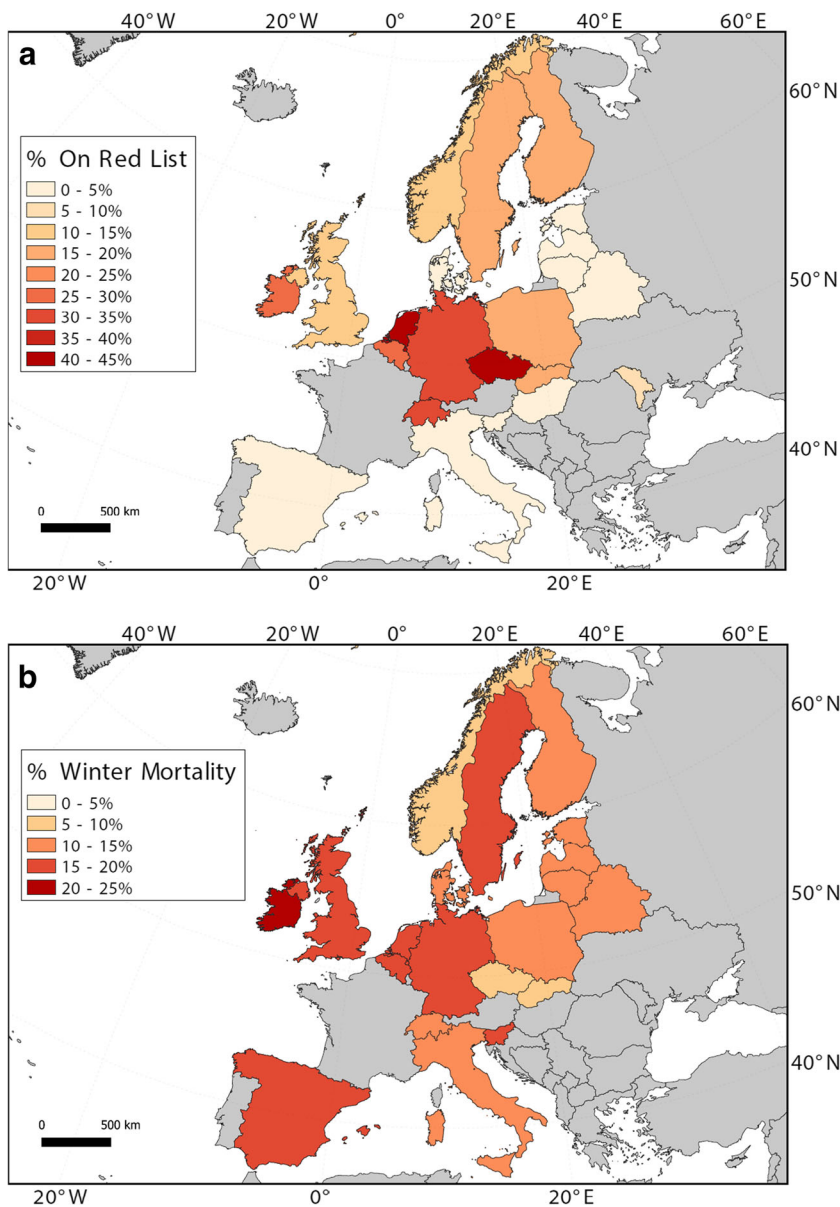 40°W 20°W 0° 20°E 40°E 60°E
a
60°N
% On Red List
0 - 5%
5 - 10%
10 - 15%
15 - 20%
20 - 25%
25 - 30%
30 - 35%
35 - 40%
40 - 45%
50°N
40°N
0 500 km
20°W 0° 20°E
40°W 20°W 0° 20°E 40°E 60°E
b
60°N
% Winter Mortality
0 - 5%
5 - 10%
10 - 15%
15 - 20%
20 - 25%
50°N
40°N
0 500 km
20°W 0° 20°E